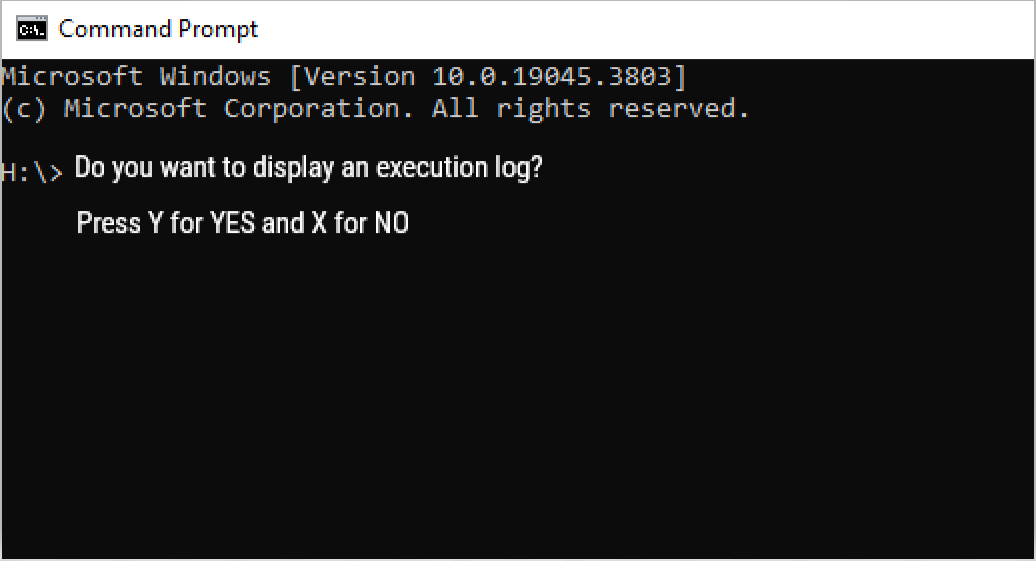 Command Prompt
Microsoft Windows [Version 10.0.19045.3803]
(c) Microsoft Corporation. All rights reserved.
H:\> Do you want to display an execution log?
Press Y for YES and X for NO